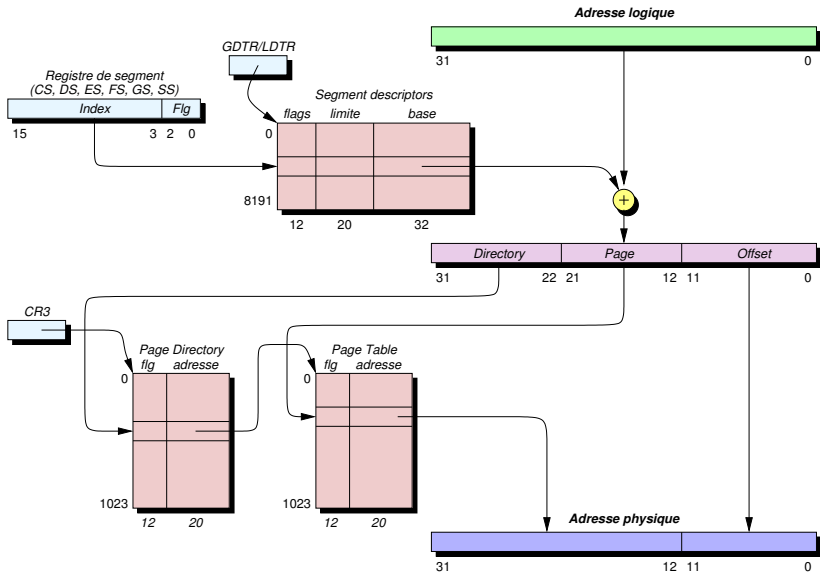 Adresse logique
31 0
GDTR/LDTR
Registre de segment
(CS, DS, ES, FS, GS, SS)
Index Flg
15 3 2 0
Segment descriptors
flags limite base
0
8191
12 20 32
+
Directory Page Offset
31 22 21 12 11 0
CR3
Page Directory
flg adresse
0
1023
12 20
Page Table
flg adresse
0
1023
12 20
Adresse physique
31 12 11 0